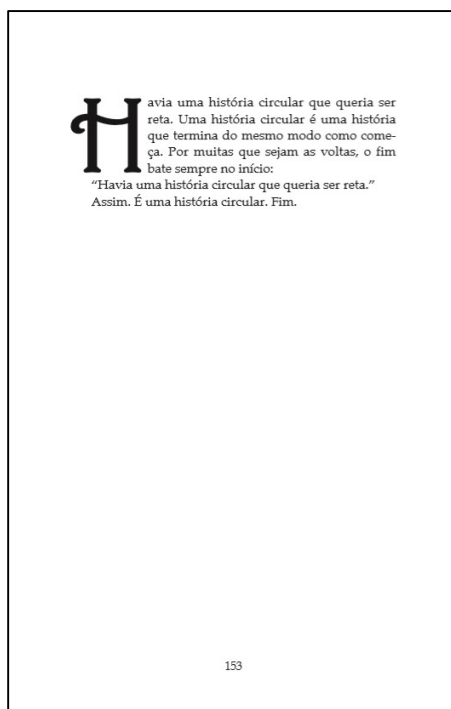 Havia uma história circular que queria ser
reta. Uma história circular é uma história
que termina do mesmo modo como come-
ça. Por muitas que sejam as voltas, o fim
bate sempre no início:
“Havia uma história circular que queria ser reta.”
Assim. É uma história circular. Fim.
153